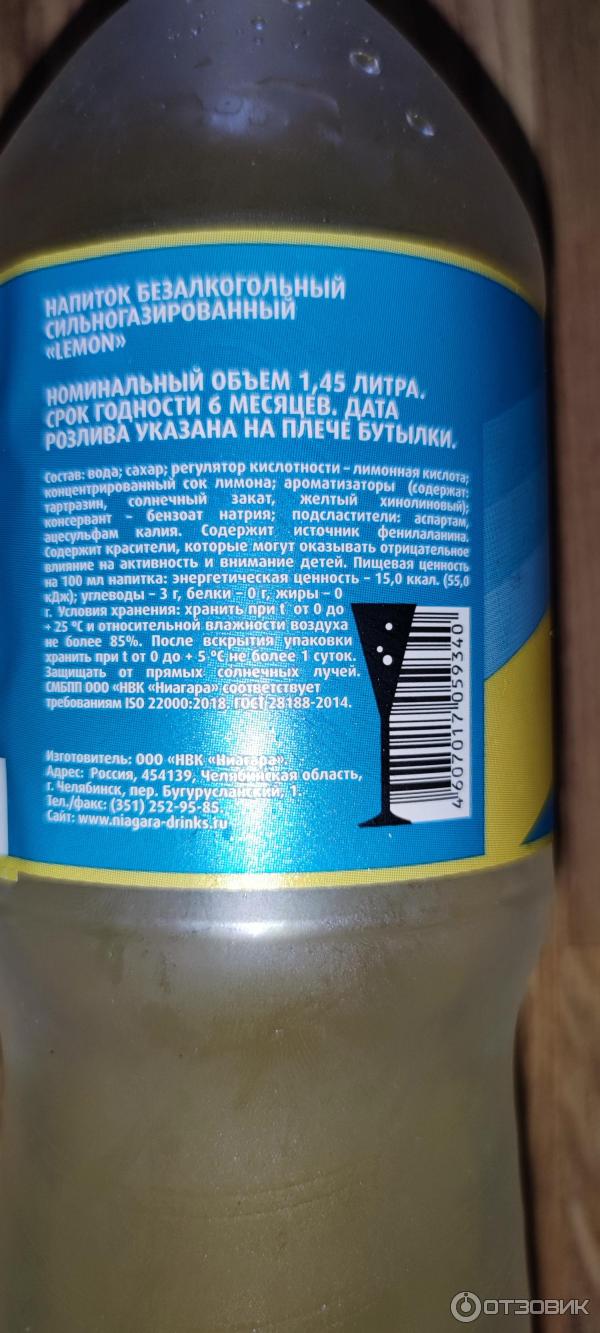 НАПИТОК БЕЗАЛКОГОЛЬНЫЙ
СИЛЬНОГАЗИРОВАННЫЙ
«LEMON»
НОМИНАЛЬНЫЙ ОБЪЕМ 1,45 ЛИТРА.
СРОК ГОДНОСТИ 6 МЕСЯЦЕВ. ДАТА
РОЗЛИВА УКАЗАНА НА ПЛЕЧЕ БУТЫЛКИ.
Состав: вода; сахар; регулятор кислотности – лимонная кислота;
концентрированный сок лимона; ароматизаторы (содержат:
тартразин, солнечный закат, желтый хинолиновый);
консервант – бензоат натрия; подсластители: аспартам,
ацесульфам калия. Содержит источник фенилаланина.
Содержит красители, которые могут оказывать отрицательное
влияние на активность и внимание детей. Пищевая ценность
на 100 мл напитка: энергетическая ценность – 15,0 ккал. (55,0
кДж); углеводы – 3 г, белки – 0 г, жиры – 0
г. Условия хранения: хранить при t° от 0 до
+ 25 °С и относительной влажности воздуха
не более 85%. После вскрытия упаковки
хранить при t от 0 до + 5 °С не более 1 суток.
Защищать от прямых солнечных лучей.
СМБПП ООО «НВК «Ниагара» соответствует
требованиям ISO 22000:2018. ГОСТ 28188-2014.
Изготовитель: ООО «НВК «Ниагара».
Адрес: Россия, 454139, Челябинская область,
г. Челябинск, пер. Бугурусланский, 1.
Тел./факс: (351) 252-95-85.
Сайт: www.niagara-drinks.ru
4 607017 059340
ОТЗОВИК